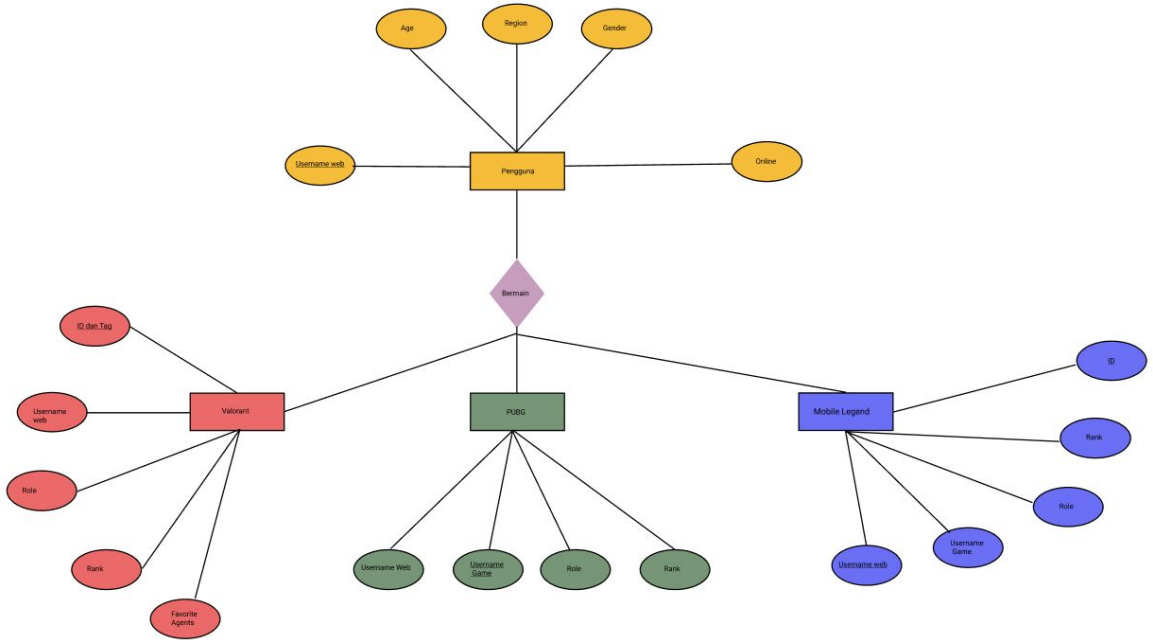 Age
Region
Gender
Username web
Pengguna
Online
Bermain
ID dan Tag
Username
web
Valorant
Role
Rank
Favorite
Agents
PUBG
Username Web
Username
Game
Role
Rank
Mobile Legend
ID
Rank
Role
Username
Game
Username web